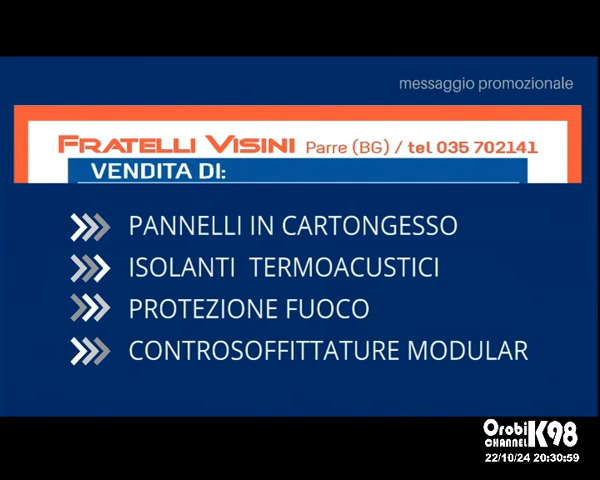 messaggio promozionale
FRATELLI VISINI Parre (BG) / tel 035 702141
VENDITA DI:
PANNELLI IN CARTONGESSO
ISOLANTI TERMOACUSTICI
PROTEZIONE FUOCO
CONTROSOFFITTATURE MODULAR
Orobi
CHANNEL K98
22/10/24 20:30:59